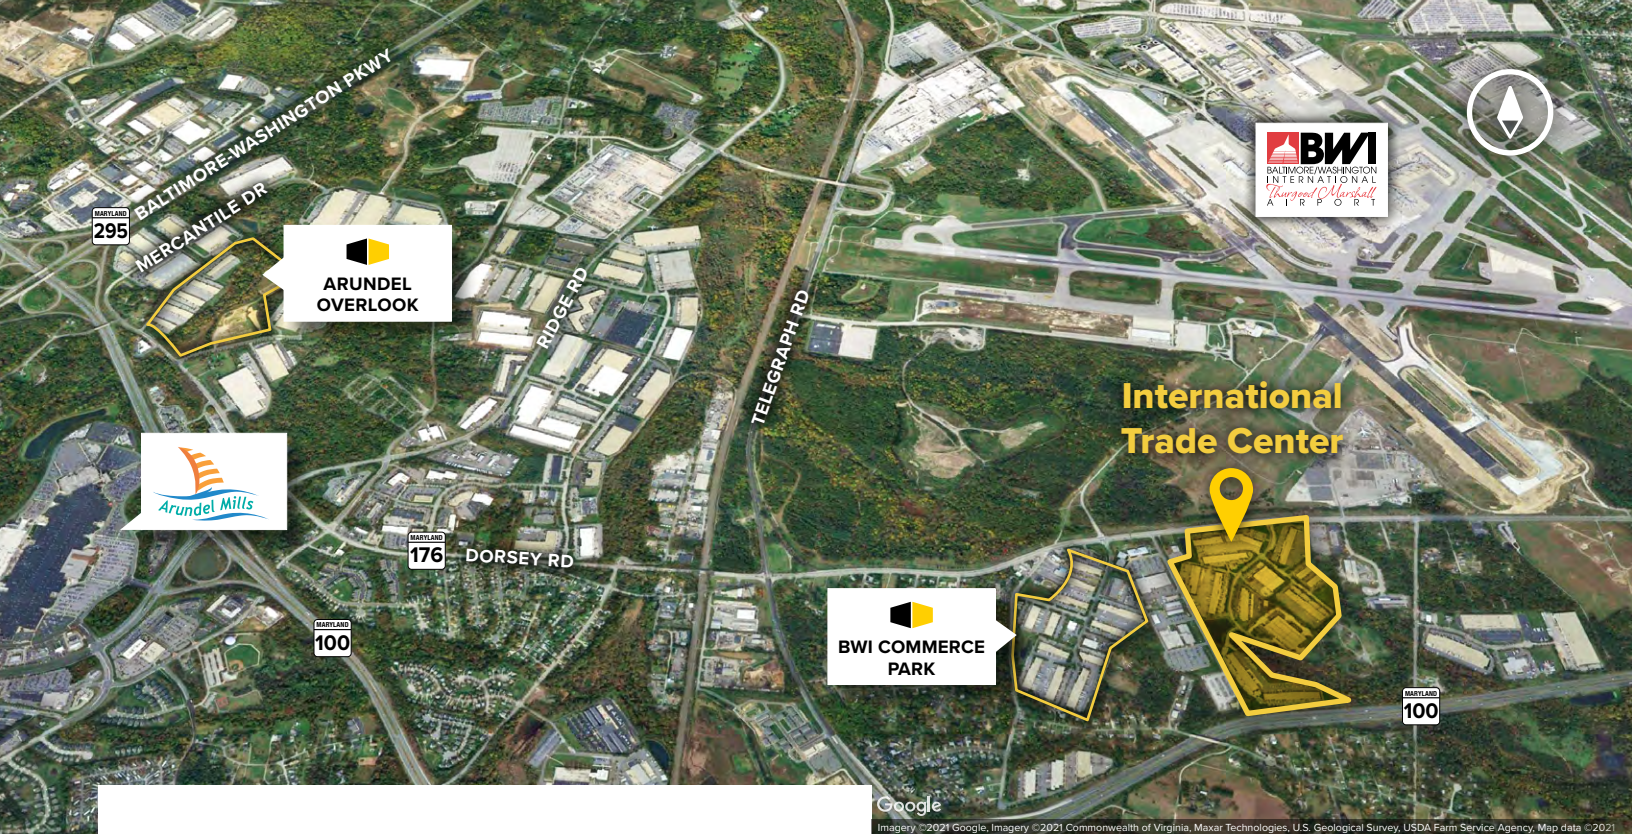 BALTIMORE-WASHINGTON PKWY
MERCANTILE DR
MARYLAND
295
ARUNDEL
OVERLOOK
RIDGE RD
TELEGRAPH RD
BWI
BALTIMORE/WASHINGTON
INTERNATIONAL
Thurgood Marshall
AIRPORT
International
Trade Center
Arundel Mills
MARYLAND
176
DORSEY RD
MARYLAND
100
BWI COMMERCE
PARK
MARYLAND
100
Google
Imagery ©2021 Google, Imagery ©2021 Commonwealth of Virginia, Maxar Technologies, U.S. Geological Survey, USDA Farm Service Agency, Map data ©2021